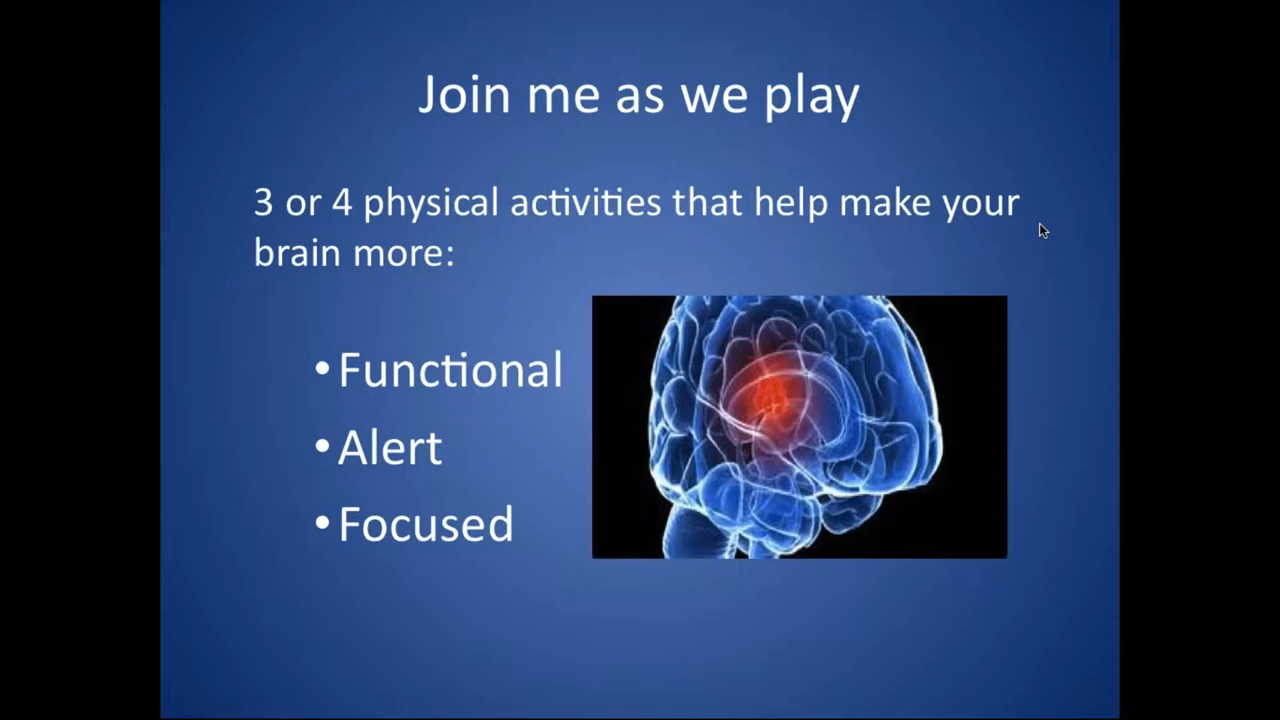 Join me as we play
3 or 4 physical activities that help make your
brain more:
• Functional
• Alert
• Focused